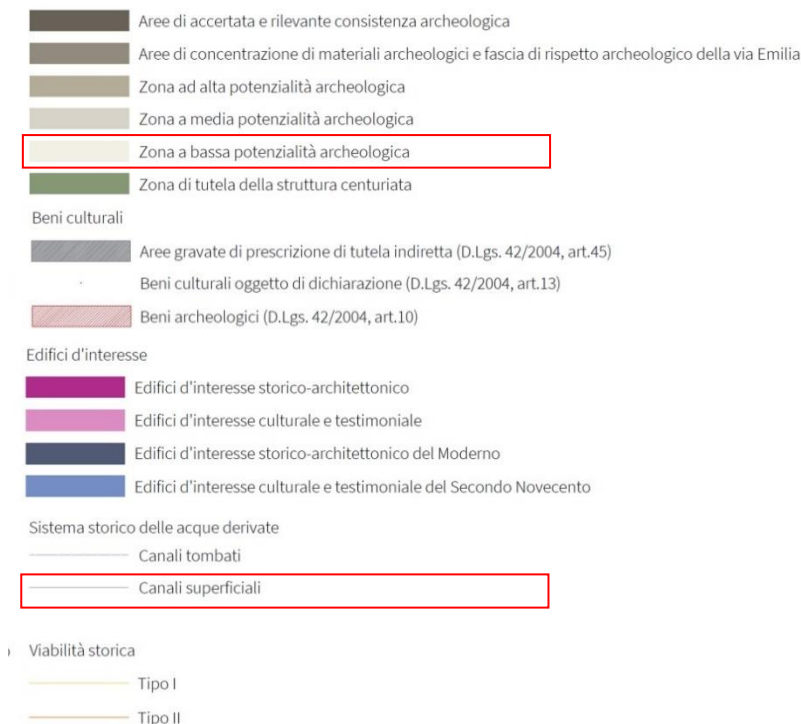 Aree di accertata e rilevante consistenza archeologica
Aree di concentrazione di materiali archeologici e fascia di rispetto archeologico della via Emilia
Zona ad alta potenzialità archeologica
Zona a media potenzialità archeologica
Zona a bassa potenzialità archeologica
Zona di tutela della struttura centuriata
Beni culturali
Aree gravate di prescrizione di tutela indiretta (D.Lgs. 42/2004, art.45)
Beni culturali oggetto di dichiarazione (D.Lgs. 42/2004, art.13)
Beni archeologici (D.Lgs. 42/2004, art.10)
Edifici d'interesse
Edifici d'interesse storico-architettonico
Edifici d'interesse culturale e testimoniale
Edifici d'interesse storico-architettonico del Moderno
Edifici d'interesse culturale e testimoniale del Secondo Novecento
Sistema storico delle acque derivate
Canali tombati
Canali superficiali
Viabilità storica
Tipo I
Tipo II